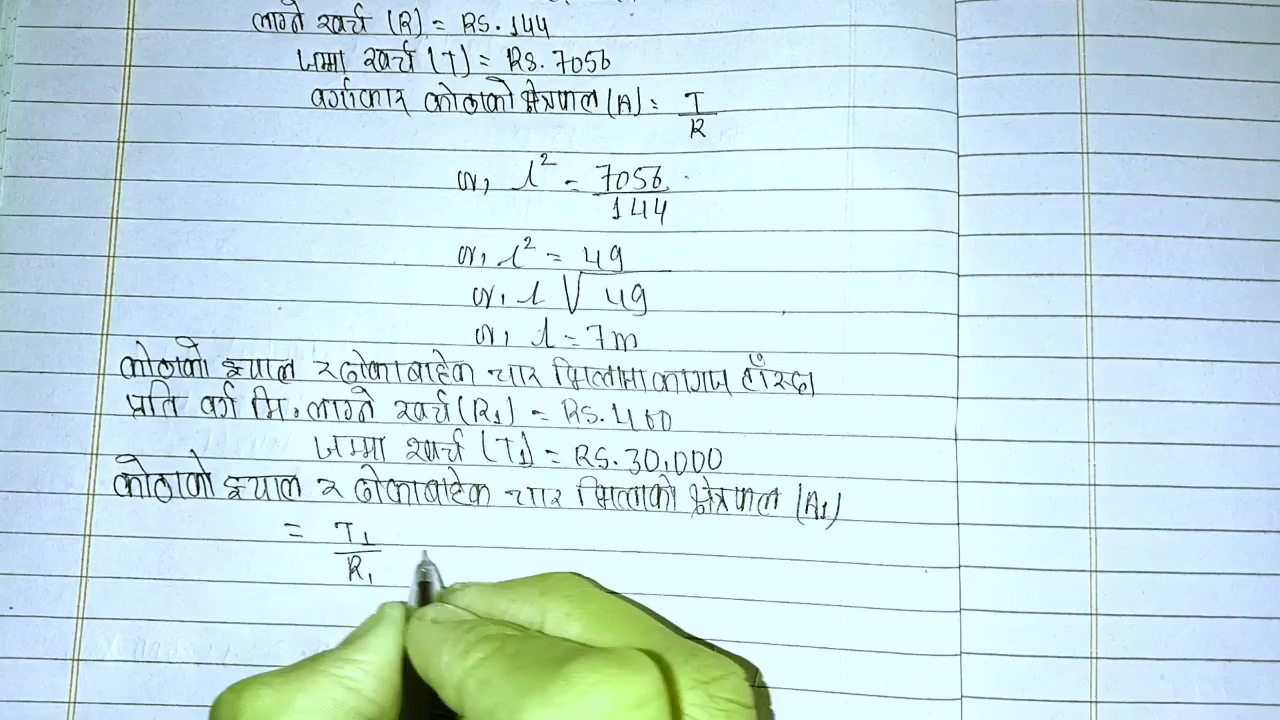 लाग्ने खर्च (R) = RS. 144
जम्मा खर्च (T) = RS. 7056
वर्गाकार कोठाको क्षेत्रफल (A) = T/R
or, l² = 7056/144
or, l² = 49
or, l √49
or, l = 7m
कोठाको झ्याल र ढोकाबाहेक चार भित्तामा कागज टाँस्दा
प्रति वर्ग मि. लाग्ने खर्च (R1) = RS. 400
जम्मा खर्च (T1) = RS. 30,000
कोठाको झ्याल र ढोकाबाहेक चार भित्ताको क्षेत्रफल (A1)
= T1/R1